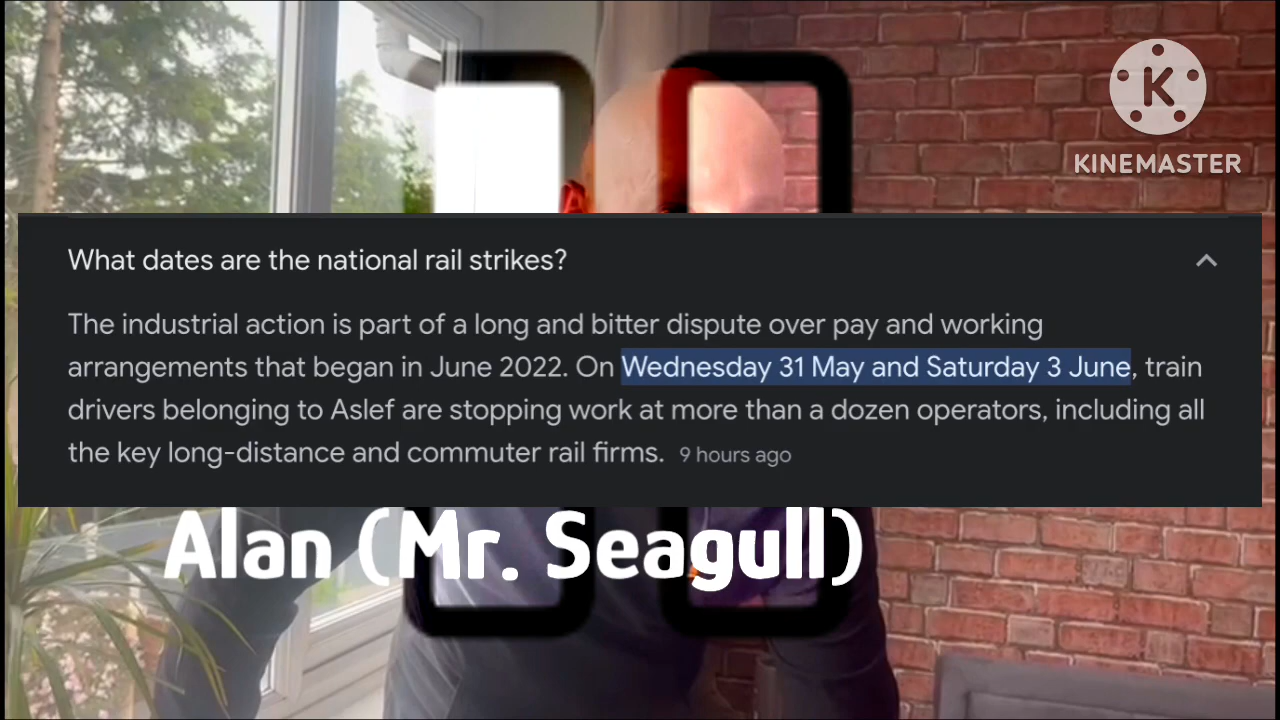 K
KINEMASTER
What dates are the national rail strikes?
The industrial action is part of a long and bitter dispute over pay and working
arrangements that began in June 2022. On Wednesday 31 May and Saturday 3 June, train
drivers belonging to Aslef are stopping work at more than a dozen operators, including all
the key long-distance and commuter rail firms. 9 hours ago
Alan (Mr. Seagull)